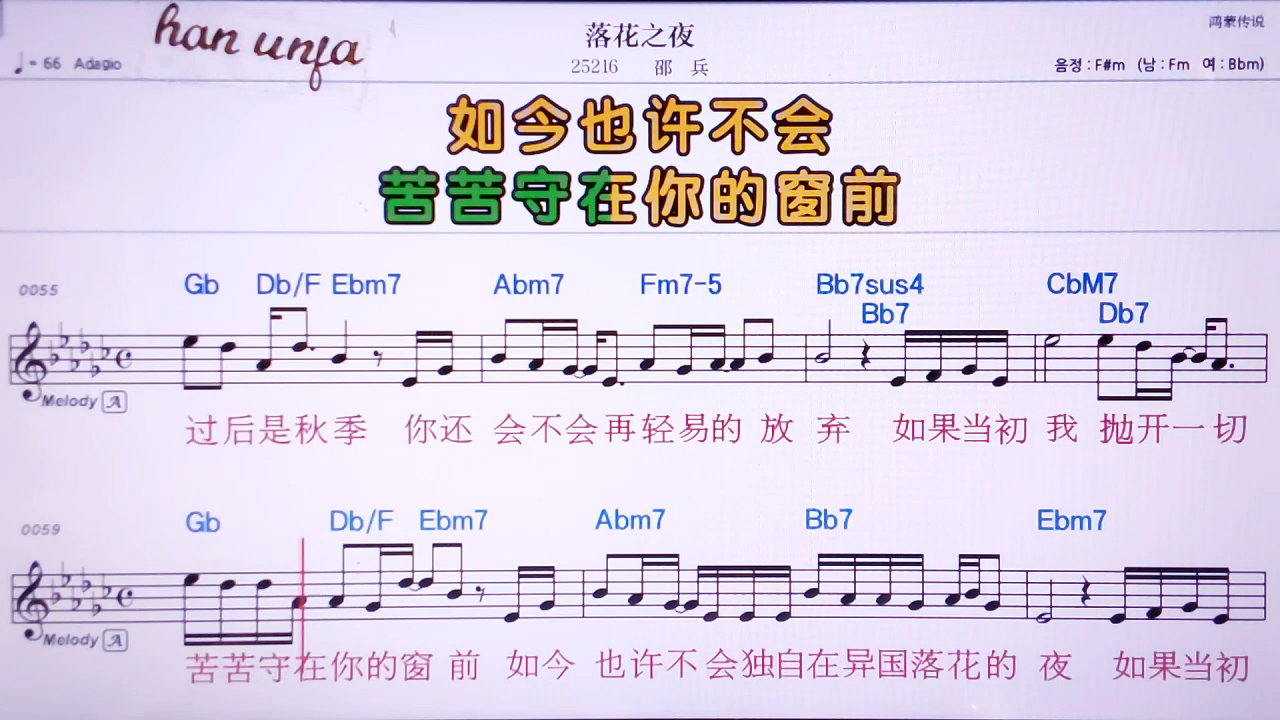 han unfa
落花之夜
鸿蒙传说
♩= 66 Adagio
25216 邵 兵
음정 : F#m (남 : Fm 여 : Bbm)
如今也许不会
苦苦守在你的窗前
0055 Gb Db/F Ebm7 Abm7 Fm7-5 Bb7sus4 CbM7
Bb7 Db7
Melody A
过后是秋季 你还 会不会再轻易的 放 弃 如果当初 我 抛开一切
0059 Gb Db/F Ebm7 Abm7 Bb7 Ebm7
Melody A
苦苦守在你的窗 前 如今 也许不会独自在异国落花的 夜 如果当初